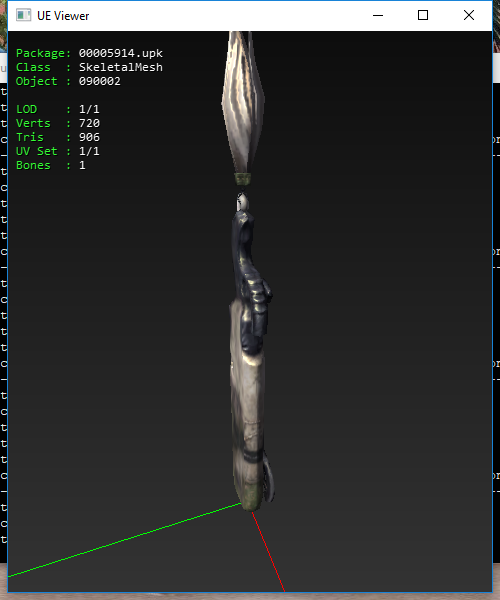 UE Viewer
Package: 00005914.upk
Class : SkeletalMesh
Object : 090002
LOD : 1/1
Verts : 720
Tris : 906
UV Set : 1/1
Bones : 1